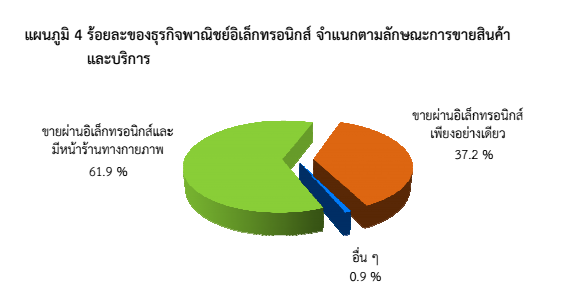 แผนภูมิ 4 ร้อยละของธุรกิจพาณิชย์อิเล็กทรอนิกส์ จำแนกตามลักษณะการขายสินค้า
และบริการ
ขายผ่านอิเล็กทรอนิกส์และ
มีหน้าร้านทางกายภาพ
61.9 %
ขายผ่านอิเล็กทรอนิกส์
เพียงอย่างเดียว
37.2 %
อื่น ๆ
0.9 %